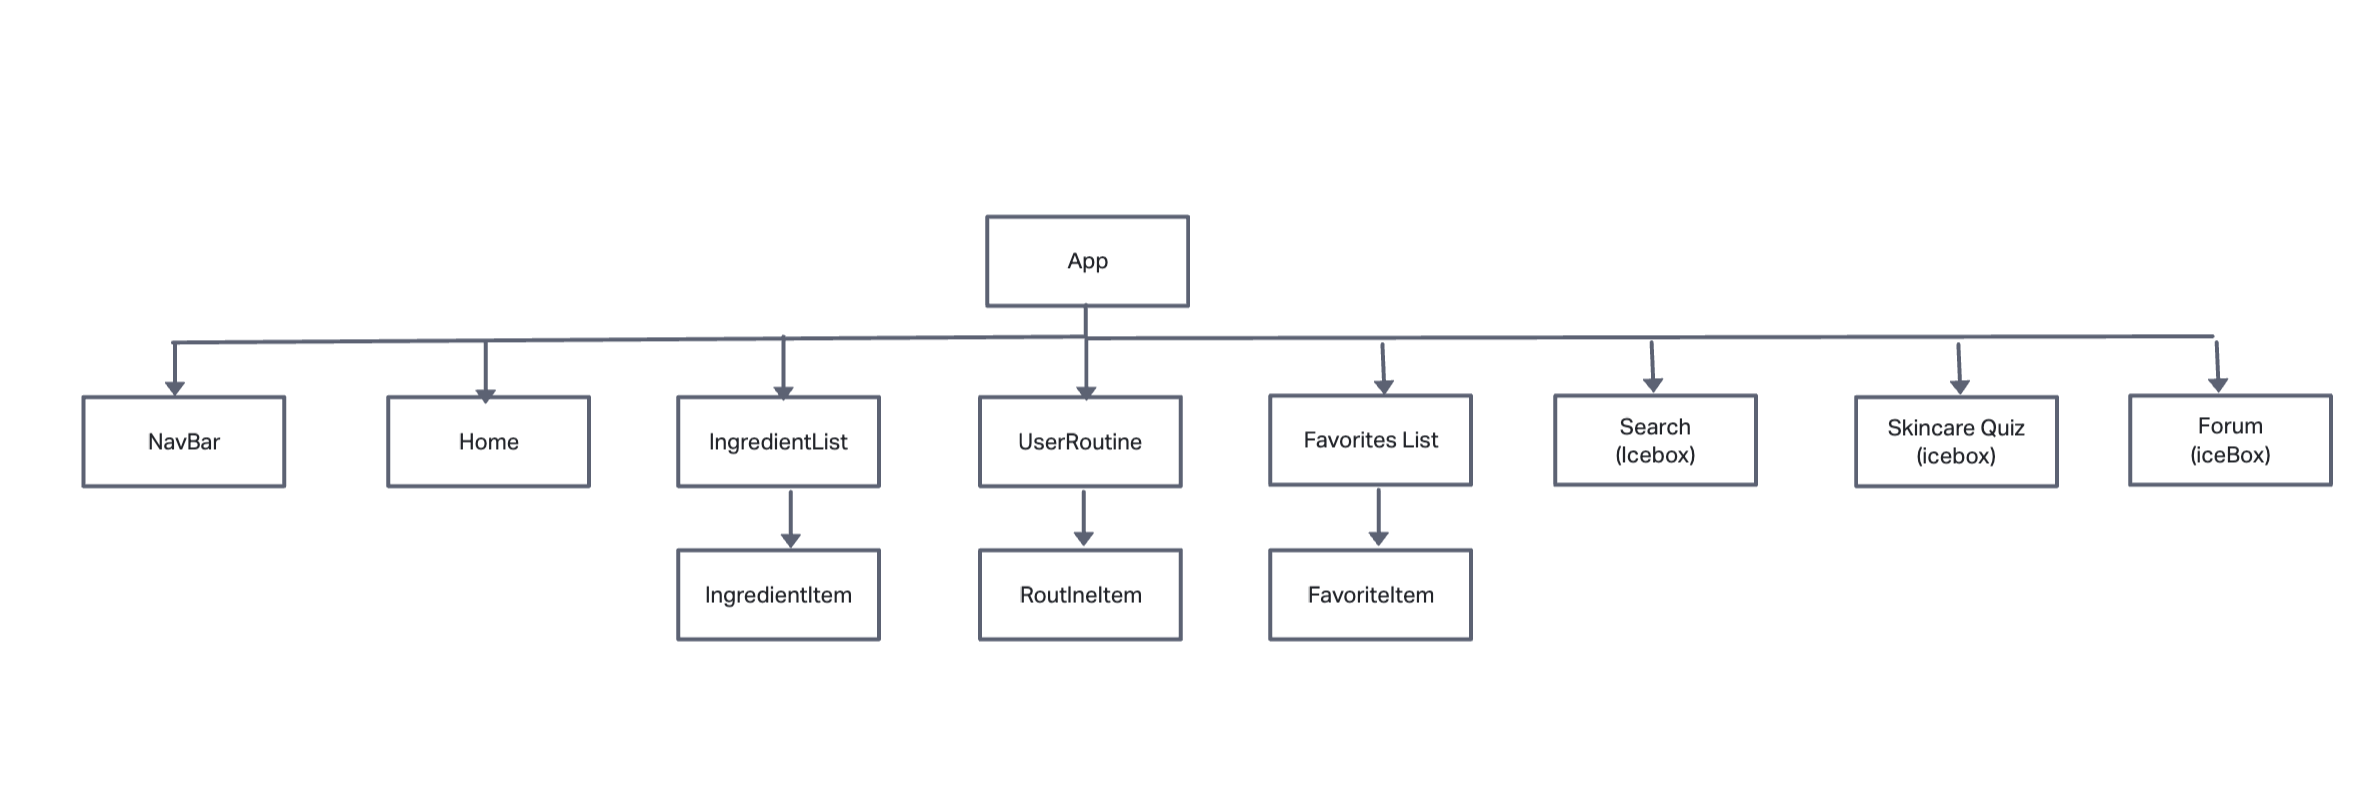 App
NavBar
Home
IngredientList
UserRoutine
Favorites List
Search
(Icebox)
Skincare Quiz
(icebox)
Forum
(iceBox)
IngredientItem
RoutIneItem
FavoriteItem